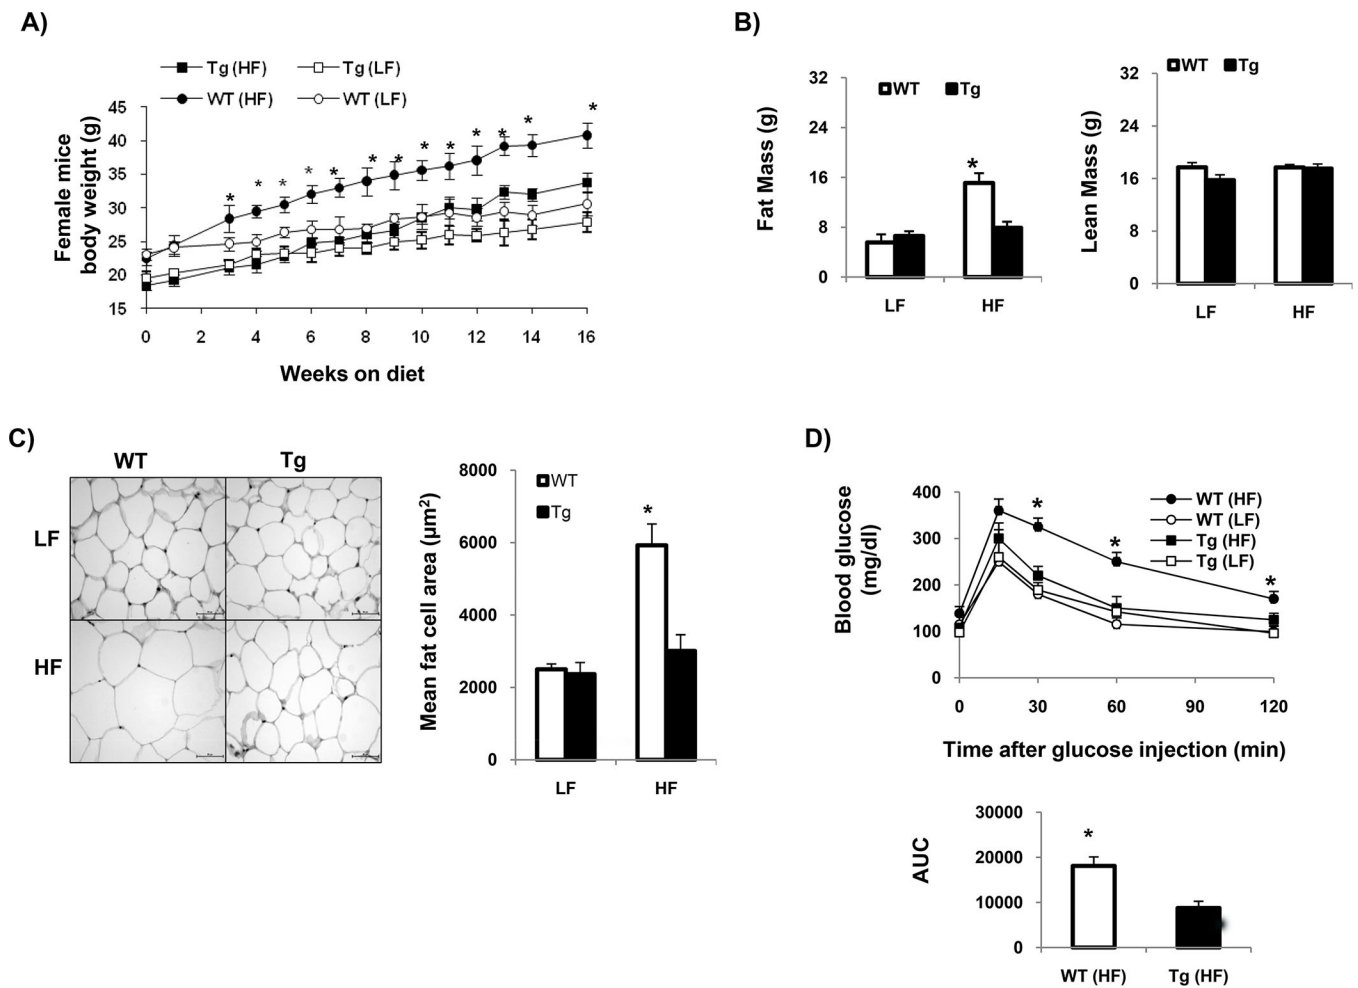 A)
Tg (HF)
Tg (LF)
WT (HF)
WT (LF)
Female mice
body weight (g)
45
40
35
30
25
20
15
* * * * * * * * * * * * *
0 2 4 6 8 10 12 14 16
Weeks on diet
B)
Fat Mass (g)
32
24
16
8
0
WT Tg
*
LF HF
Lean Mass (g)
32
24
16
8
0
WT Tg
LF HF
C)
WT Tg
LF
HF
Mean fat cell area (µm²)
8000
6000
4000
2000
0
WT
Tg
*
LF HF
D)
Blood glucose
(mg/dl)
400
300
200
100
0
* * *
WT (HF)
WT (LF)
Tg (HF)
Tg (LF)
0 30 60 90 120
Time after glucose injection (min)
AUC
30000
20000
10000
0
*
WT (HF) Tg (HF)